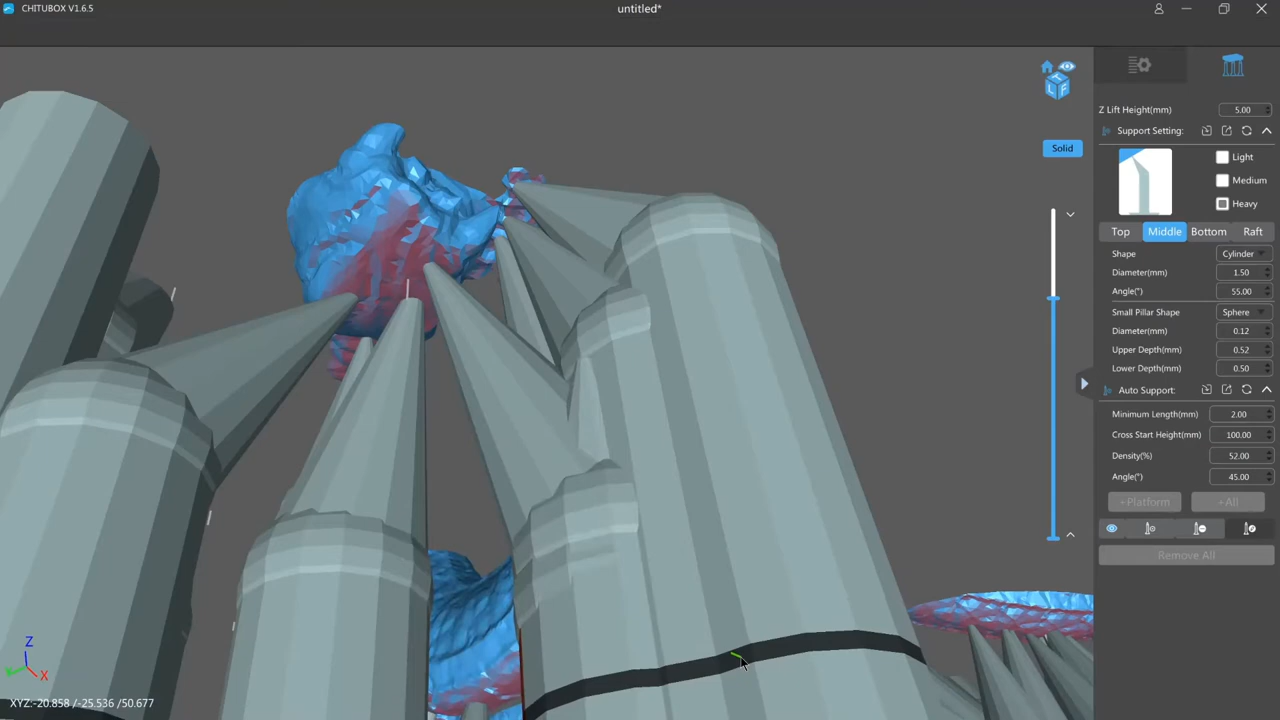 CHITUBOX V1.6.5
untitled*
Z Lift Height(mm) 5.00
Support Setting:
Light
Medium
Heavy
Top Middle Bottom Raft
Shape Cylinder
Diameter(mm) 1.50
Angle(°) 55.00
Small Pillar Shape Sphere
Diameter(mm) 0.12
Upper Depth(mm) 0.52
Lower Depth(mm) 0.50
Auto Support:
Minimum Length(mm) 2.00
Cross Start Height(mm) 100.00
Density(%) 52.00
Angle(°) 45.00
+Platform +All
Remove All
Solid
T
L F
Z
Y X
XYZ:-20.858 /-25.536 /50.677